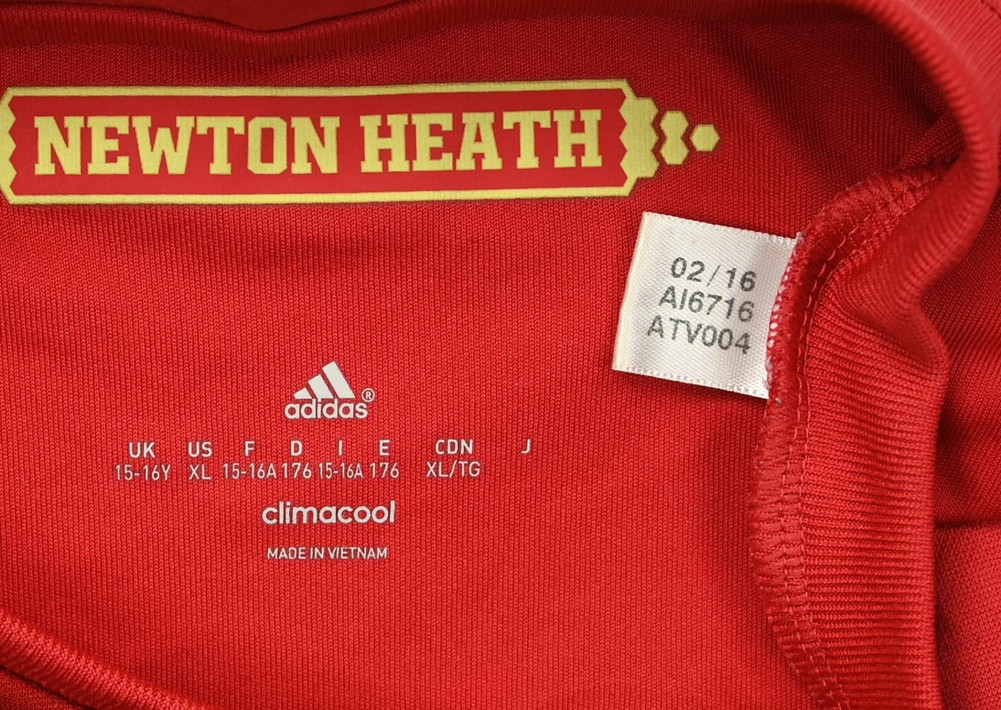 NEWTON HEATH
02/16
AI6716
ATV004
adidas®
UK US F D I E CDN J
15-16Y XL 15-16A 176 15-16A 176 XL/TG
climacool
MADE IN VIETNAM